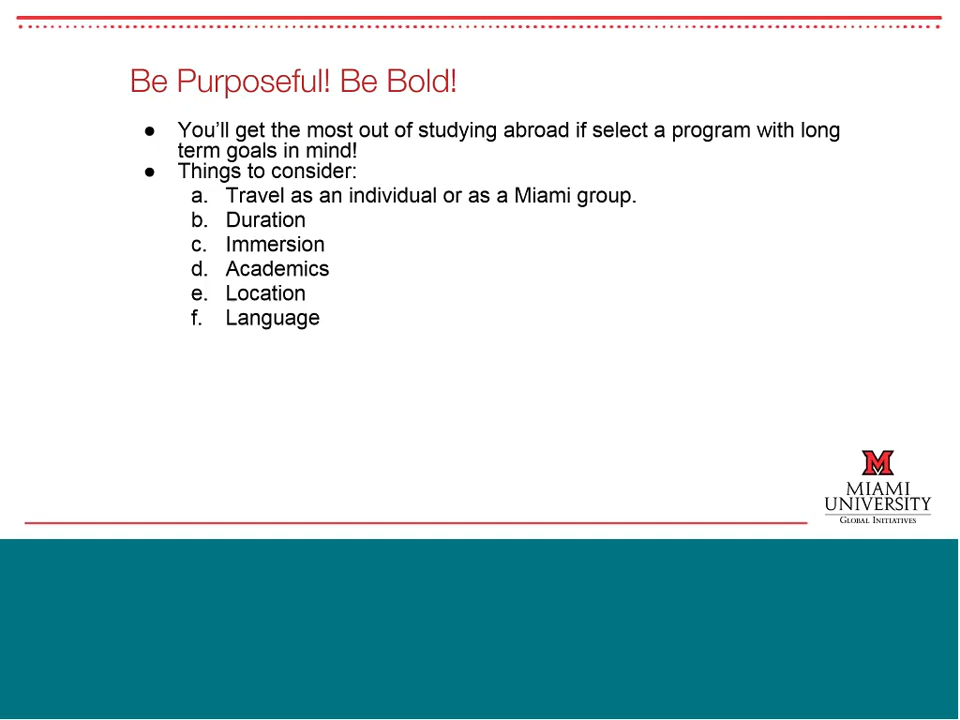 Be Purposeful! Be Bold!
● You'll get the most out of studying abroad if select a program with long
term goals in mind!
● Things to consider:
a. Travel as an individual or as a Miami group.
b. Duration
c. Immersion
d. Academics
e. Location
f. Language
M
MIAMI
UNIVERSITY
GLOBAL INITIATIVES